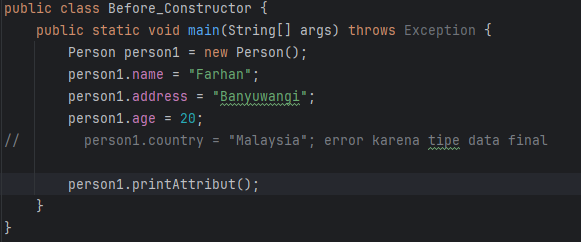 public class Before_Constructor {
    public static void main(String[] args) throws Exception {
        Person person1 = new Person();
        person1.name = "Farhan";
        person1.address = "Banyuwangi";
        person1.age = 20;
//        person1.country = "Malaysia"; error karena tipe data final
        person1.printAttribut();
    }
}